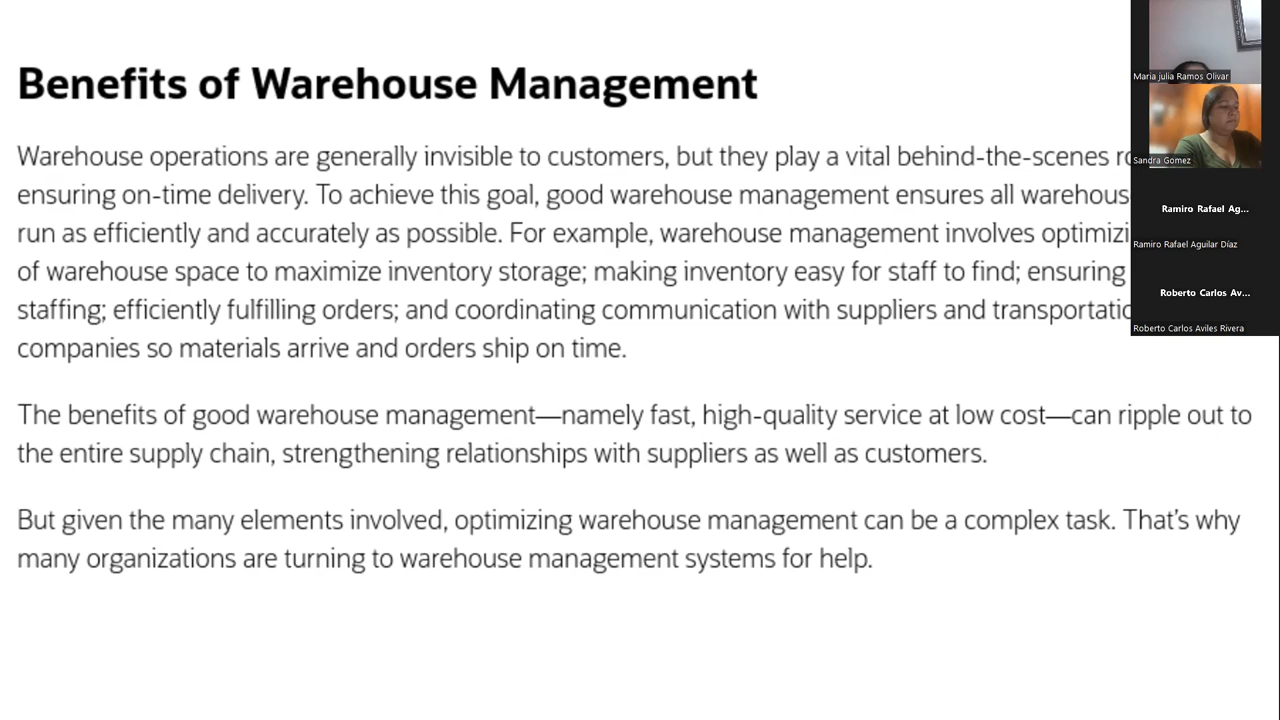 Benefits of Warehouse Management
Warehouse operations are generally invisible to customers, but they play a vital behind-the-scenes
ensuring on-time delivery. To achieve this goal, good warehouse management ensures all
run as efficiently and accurately as possible. For example, warehouse management involves
of warehouse space to maximize inventory storage; making inventory easy for staff to find; ensuring
staffing; efficiently fulfilling orders; and coordinating communication with suppliers and
companies so materials arrive and orders ship on time.
The benefits of good warehouse management—namely fast, high-quality service at low cost—can ripple out to
the entire supply chain, strengthening relationships with suppliers as well as customers.
But given the many elements involved, optimizing warehouse management can be a complex task. That's why
many organizations are turning to warehouse management systems for help.
Maria julia Ramos Olivar
Sandra Gomez
Ramiro Rafael Ag...
Ramiro Rafael Aguilar Díaz
Roberto Carlos Av...
Roberto Carlos Aviles Rivera